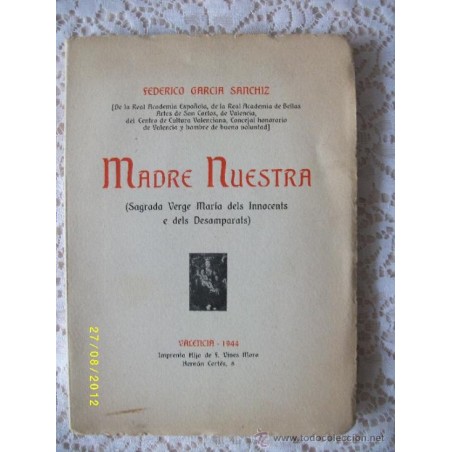 FEDERICO GARCIA SANCHIZ
(De la Real Academia Española, de la Real Academia de Bellas
Artes de San Carlos, de Valencia,
del Centro de Cultura Valenciana, Concejal honorario
de Valencia y hombre de buena voluntad)
MADRE NUESTRA
(Sagrada Verge María dels Innocents
e dels Desamparats)
VALENCIA - 1944
Imprenta Hijo de F. Vives Mora
Hernán Cortés, 8
27/08/2012
todocoleccion.net